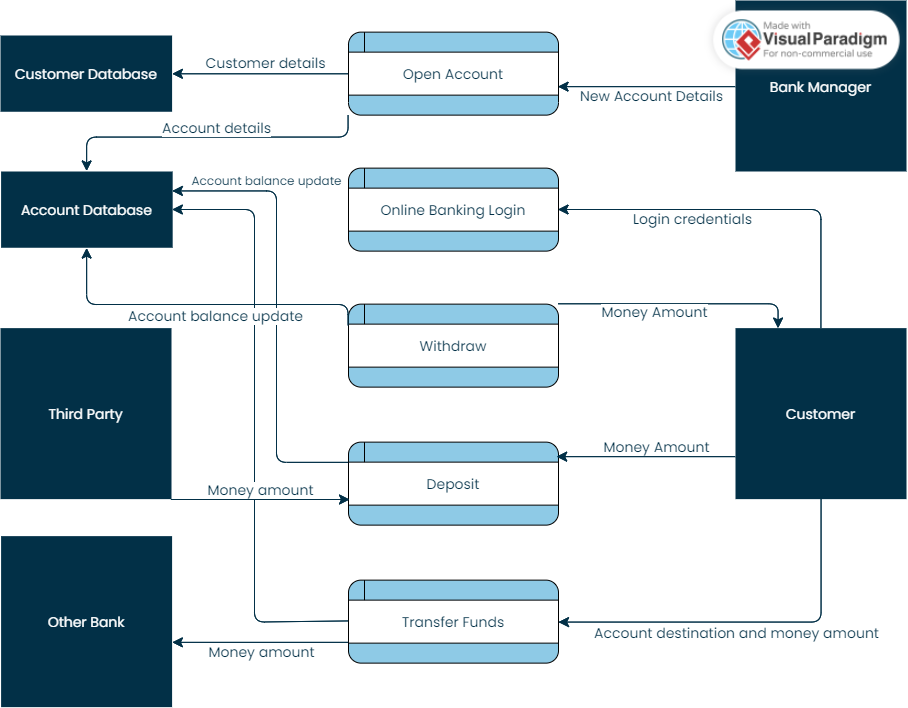 Made with
VisualParadigm
For non-commercial use
Customer Database
Customer details
Open Account
Bank Manager
New Account Details
Account details
Account Database
Account balance update
Online Banking Login
Login credentials
Account balance update
Withdraw
Money Amount
Third Party
Customer
Money Amount
Money amount
Deposit
Other Bank
Transfer Funds
Account destination and money amount
Money amount